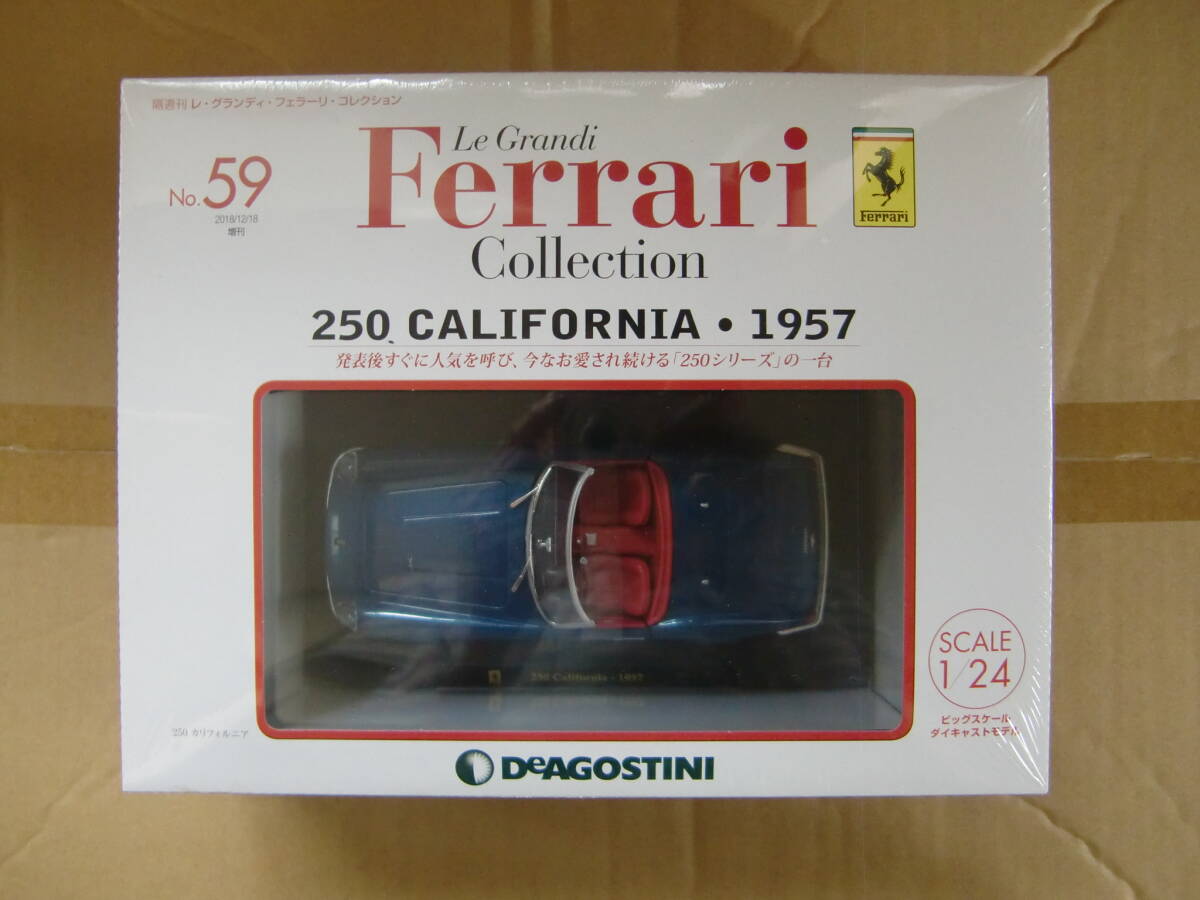 隔週刊 レ・グランディ・フェラーリ・コレクション
No.59
2018/12/18
増刊
Le Grandi
Ferrari
Collection
Ferrari
250 CALIFORNIA • 1957
発表後すぐに人気を呼び、今なお愛され続ける「250シリーズ」の一台
250 California - 1957
SCALE
1/24
ビッグスケール
ダイキャストモデル
250 カリフォルニア
DeAGOSTINI